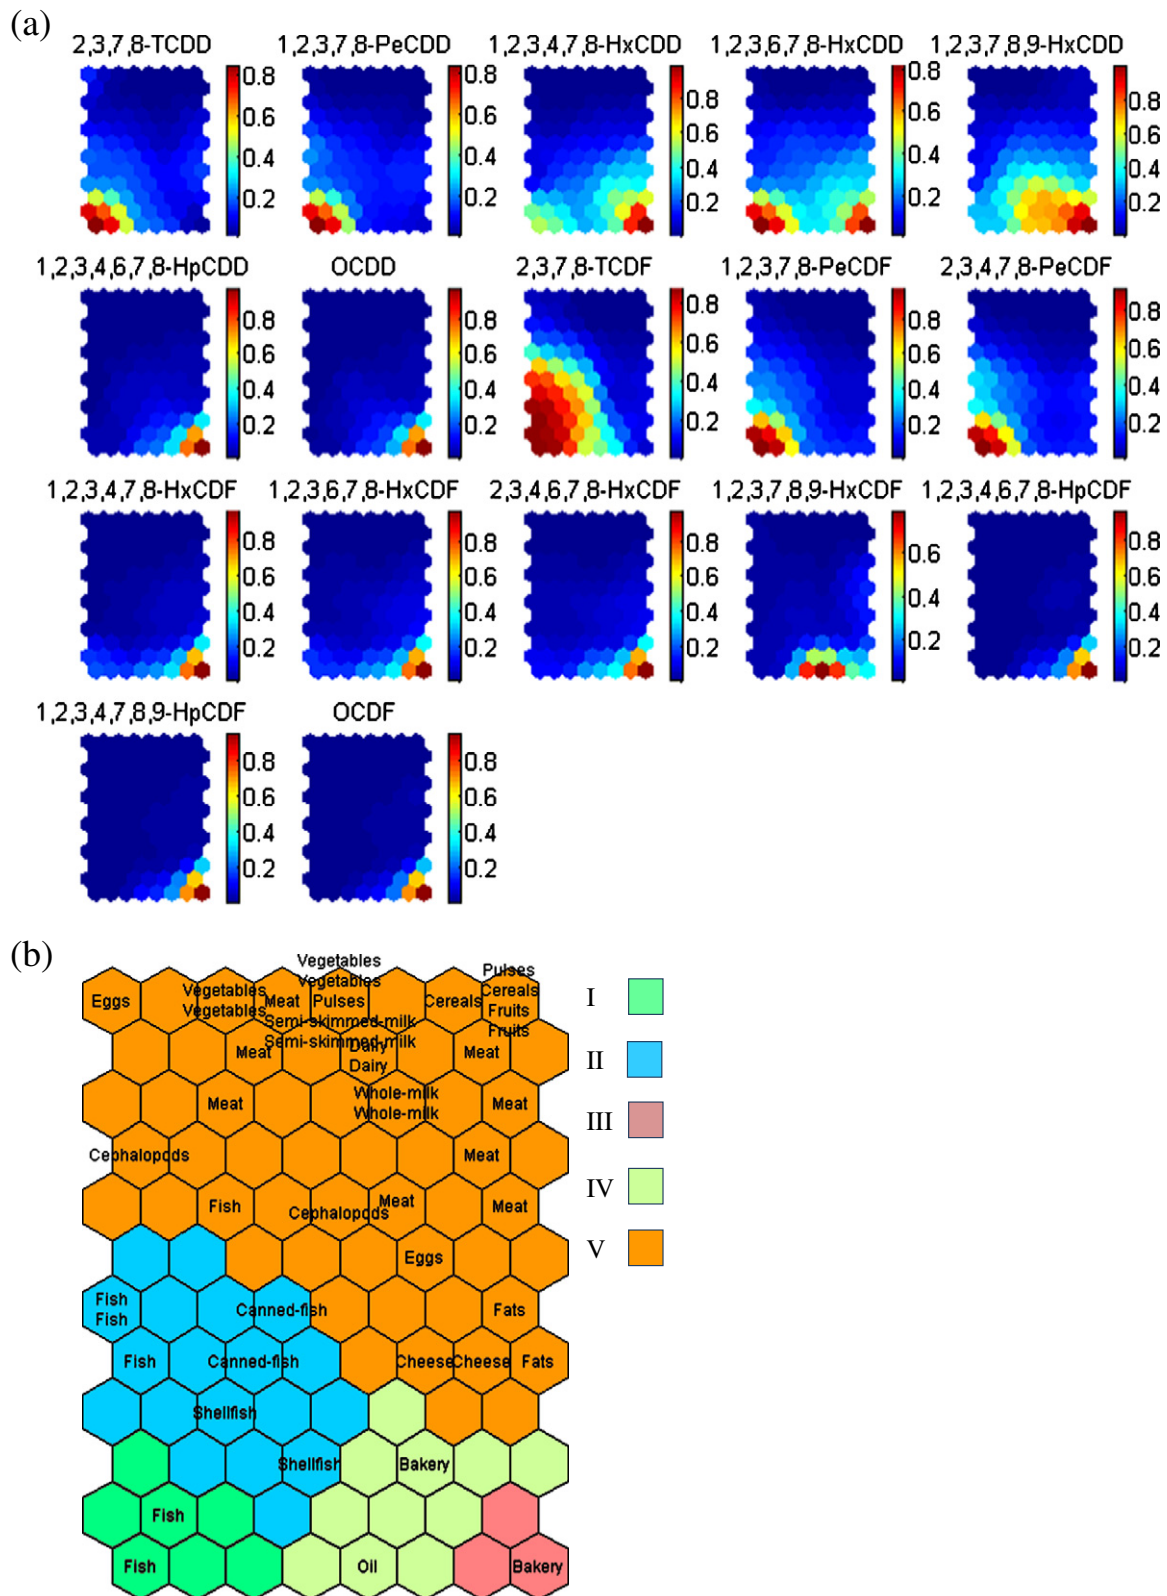 (a)
2,3,7,8-TCDD 1,2,3,7,8-PeCDD 1,2,3,4,7,8-HxCDD 1,2,3,6,7,8-HxCDD 1,2,3,7,8,9-HxCDD
0.8 0.8 0.8 0.8 0.8
0.6 0.6 0.6 0.6 0.6
0.4 0.4 0.4 0.4 0.4
0.2 0.2 0.2 0.2 0.2
1,2,3,4,6,7,8-HpCDD OCDD 2,3,7,8-TCDF 1,2,3,7,8-PeCDF 2,3,4,7,8-PeCDF
0.8 0.8 0.8 0.8 0.8
0.6 0.6 0.6 0.6 0.6
0.4 0.4 0.4 0.4 0.4
0.2 0.2 0.2 0.2 0.2
1,2,3,4,7,8-HxCDF 1,2,3,6,7,8-HxCDF 2,3,4,6,7,8-HxCDF 1,2,3,7,8,9-HxCDF 1,2,3,4,6,7,8-HpCDF
0.8 0.8 0.8 0.6 0.8
0.6 0.6 0.6 0.4 0.6
0.4 0.4 0.4 0.2 0.4
0.2 0.2 0.2 0.2
1,2,3,4,7,8,9-HpCDF OCDF
0.8 0.8
0.6 0.6
0.4 0.4
0.2 0.2
(b)
Vegetables
Vegetables Pulses
Eggs Vegetables Meat Pulses Cereals Cereals
Vegetables Fruits
Semi-skimmed-milk Fruits
Semi-skimmed-milk
Meat Dairy Meat
Dairy
Meat Whole-milk Meat
Whole-milk
Cephalopods Meat
Fish Cephalopods Meat Meat
Eggs
Fish Canned-fish Fats
Fish
Fish Canned-fish Cheese Cheese Fats
Shellfish
Shellfish Bakery
Fish
Fish Oil Bakery
I
II
III
IV
V